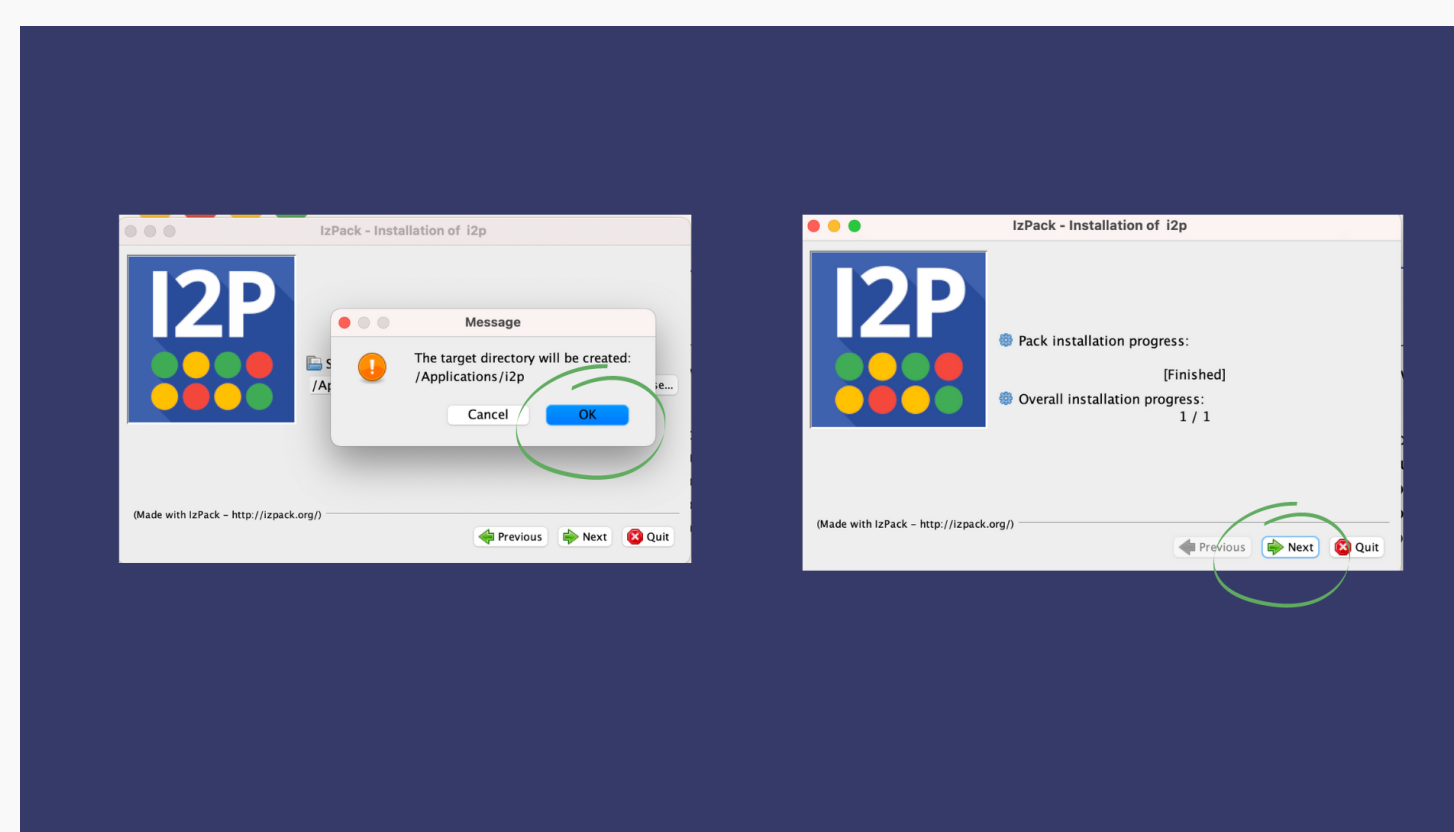 IzPack - Installation of i2p
I2P
Message
The target directory will be created:
/Applications/i2p
Cancel
OK
(Made with IzPack - http://izpack.org/)
Previous
Next
Quit
IzPack - Installation of i2p
I2P
Pack installation progress:
[Finished]
Overall installation progress:
1 / 1
(Made with IzPack - http://izpack.org/)
Previous
Next
Quit